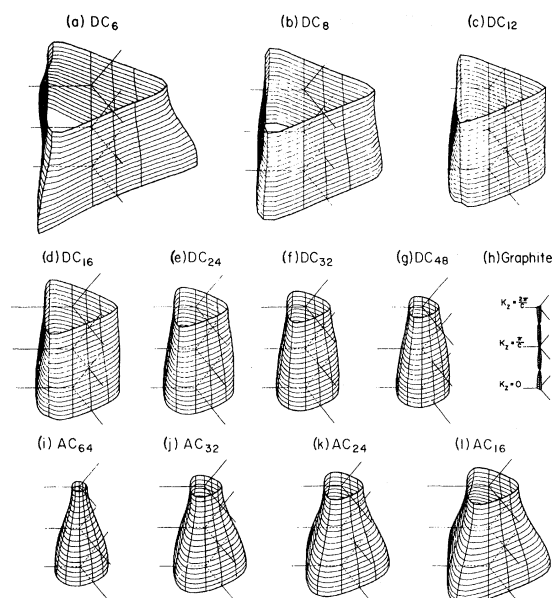 (a) DC6
(b) DC8
(c) DC12
(d) DC16
(e) DC24
(f) DC32
(g) DC48
(h) Graphite
Kz = 2π/c
Kz = π/c
Kz = 0
(i) AC64
(j) AC32
(k) AC24
(l) AC16